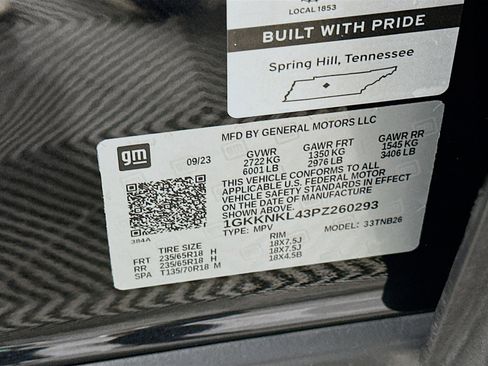 LOCAL 1853
BUILT WITH PRIDE
Spring Hill, Tennessee
MFD BY GENERAL MOTORS LLC
gm
09/23
GVWR GAWR FRT GAWR RR
2722 KG 1350 KG 1545 KG
6001 LB 2976 LB 3406 LB
THIS VEHICLE CONFORMS TO ALL
APPLICABLE U.S. FEDERAL MOTOR
VEHICLE SAFETY STANDARDS IN EFFECT
ON THE DATE OF MANUFACTURE SHOWN ABOVE.
1GKKNKL43PZ260293
TYPE: MPV MODEL: 33TNB26
384A
TIRE SIZE RIM
FRT 235/65R18 H 18X7.5J
RR 235/65R18 H 18X7.5J
SPA T135/70R18 M 18X4.5B